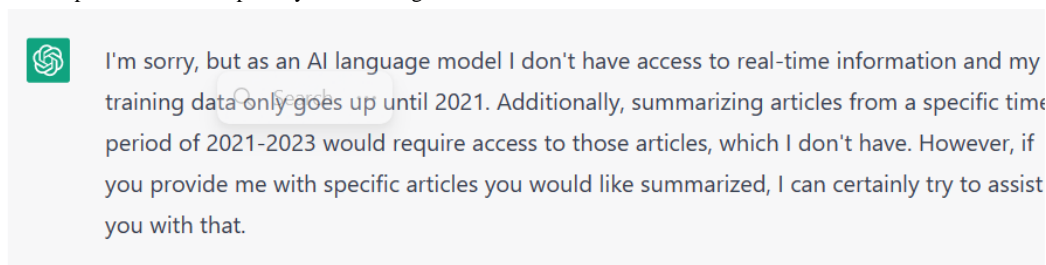 I'm sorry, but as an AI language model I don't have access to real-time information and my
training data only goes up until 2021. Additionally, summarizing articles from a specific time
period of 2021-2023 would require access to those articles, which I don't have. However, if
you provide me with specific articles you would like summarized, I can certainly try to assist
you with that.
Search